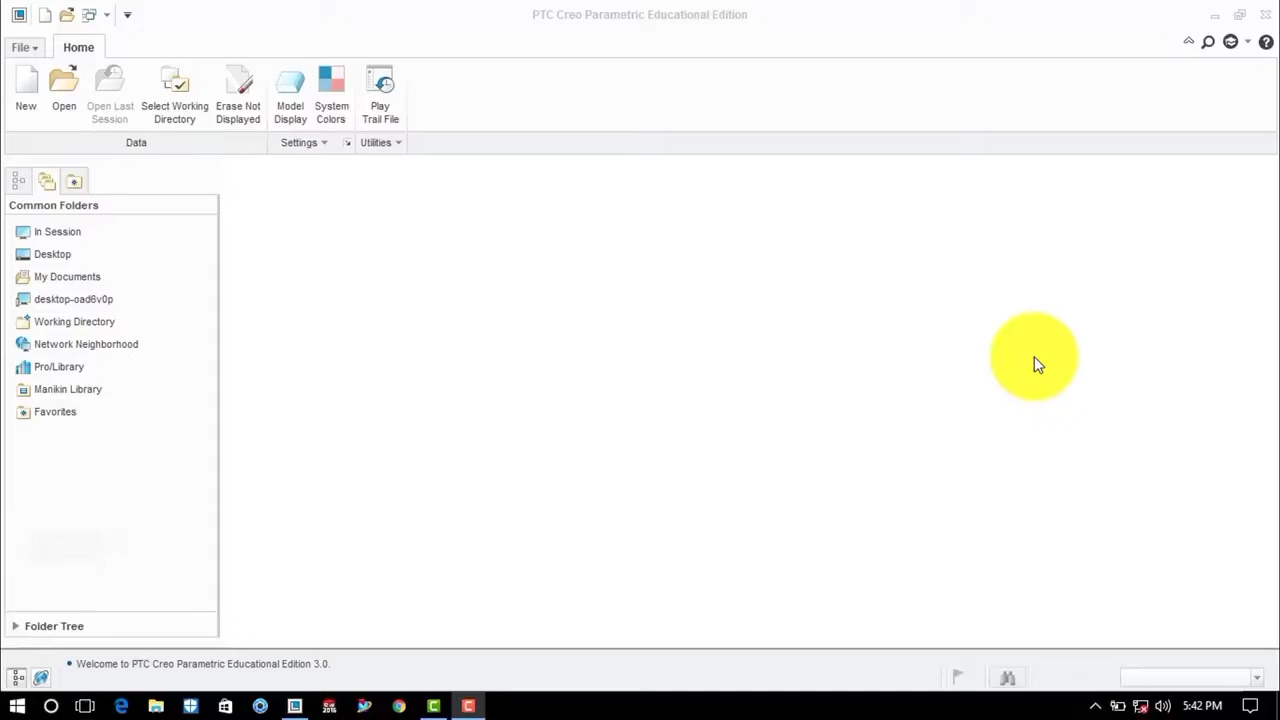 PTC Creo Parametric Educational Edition
File
Home
New
Open
Open Last
Session
Select Working
Directory
Erase Not
Displayed
Model
Display
System
Colors
Play
Trail File
Data
Settings
Utilities
Common Folders
In Session
Desktop
My Documents
desktop-oad6v0p
Working Directory
Network Neighborhood
Pro/Library
Manikin Library
Favorites
Folder Tree
• Welcome to PTC Creo Parametric Educational Edition 3.0.
5:42 PM